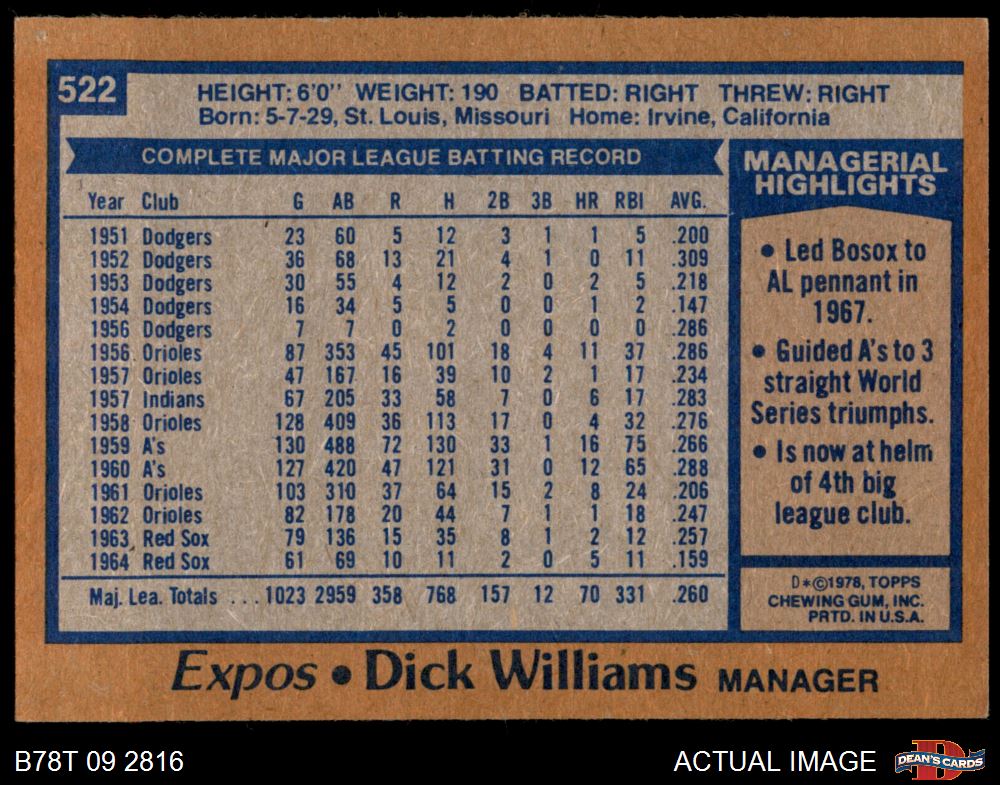 522
HEIGHT: 6'0" WEIGHT: 190 BATTED: RIGHT THREW: RIGHT
Born: 5-7-29, St. Louis, Missouri Home: Irvine, California
COMPLETE MAJOR LEAGUE BATTING RECORD
Year Club G AB R H 2B 3B HR RBI AVG.
1951 Dodgers 23 60 5 12 3 1 1 5 .200
1952 Dodgers 36 68 13 21 4 1 0 11 .309
1953 Dodgers 30 55 4 12 2 0 2 5 .218
1954 Dodgers 16 34 5 5 0 0 1 2 .147
1956 Dodgers 7 7 0 2 0 0 0 0 .286
1956 Orioles 87 353 45 101 18 4 11 37 .286
1957 Orioles 47 167 16 39 10 2 1 17 .234
1957 Indians 67 205 33 58 7 0 6 17 .283
1958 Orioles 128 409 36 113 17 0 4 32 .276
1959 A's 130 488 72 130 33 1 16 75 .266
1960 A's 127 420 47 121 31 0 12 65 .288
1961 Orioles 103 310 37 64 15 2 8 24 .206
1962 Orioles 82 178 20 44 7 1 1 18 .247
1963 Red Sox 79 136 15 35 8 1 2 12 .257
1964 Red Sox 61 69 10 11 2 0 5 11 .159
Maj. Lea. Totals ...1023 2959 358 768 157 12 70 331 .260
MANAGERIAL
HIGHLIGHTS
• Led Bosox to
AL pennant in
1967.
• Guided A's to 3
straight World
Series triumphs.
• Is now at helm
of 4th big
league club.
D*©1978, TOPPS
CHEWING GUM, INC.
PRTD. IN U.S.A.
Expos • Dick Williams MANAGER
B78T 09 2816
ACTUAL IMAGE
D
DEAN'S CARDS